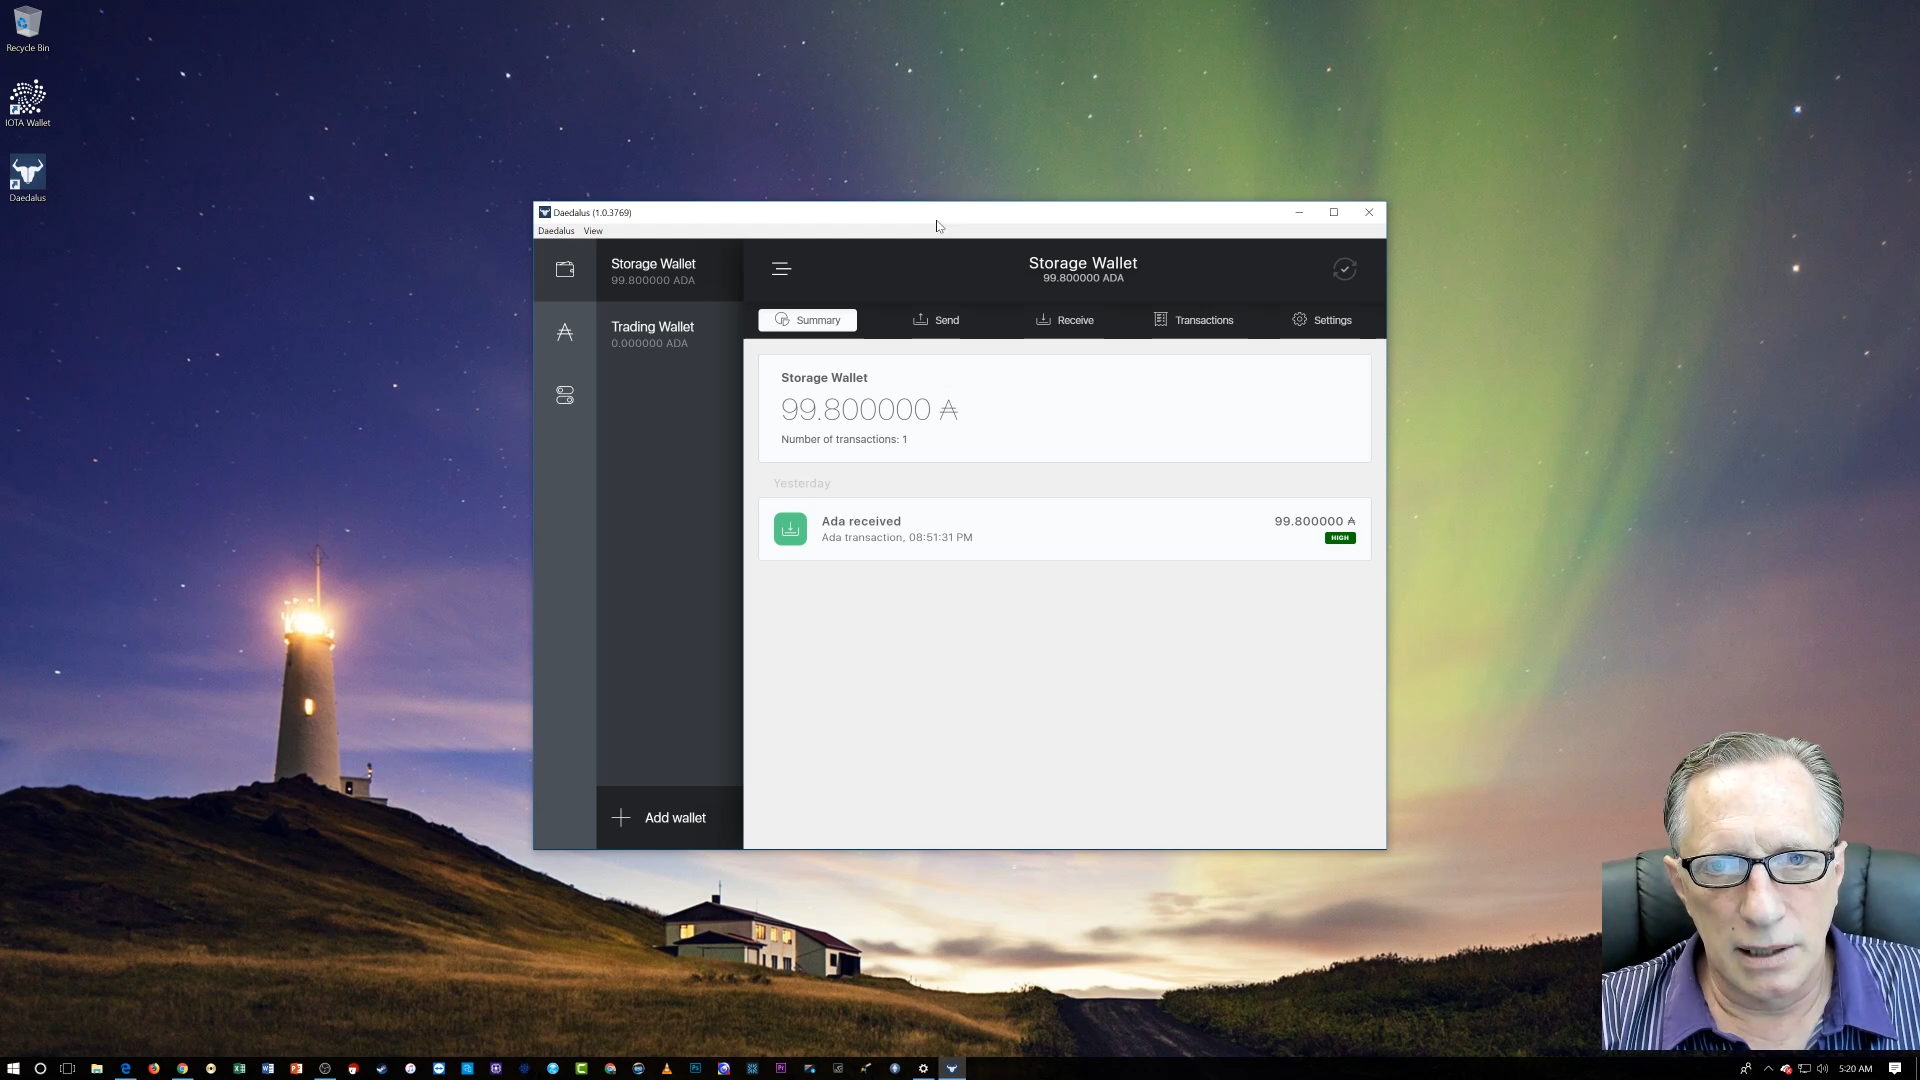 Recycle Bin
IOTA Wallet
Daedalus
Daedalus (1.0.3769)
Daedalus View
Storage Wallet
99.800000 ADA
Trading Wallet
0.000000 ADA
Add wallet
Storage Wallet
99.800000 ADA
Summary Send Receive Transactions Settings
Storage Wallet
99.800000 ₳
Number of transactions: 1
Yesterday
Ada received 99.800000 ₳
Ada transaction, 08:51:31 PM HIGH
5:20 AM